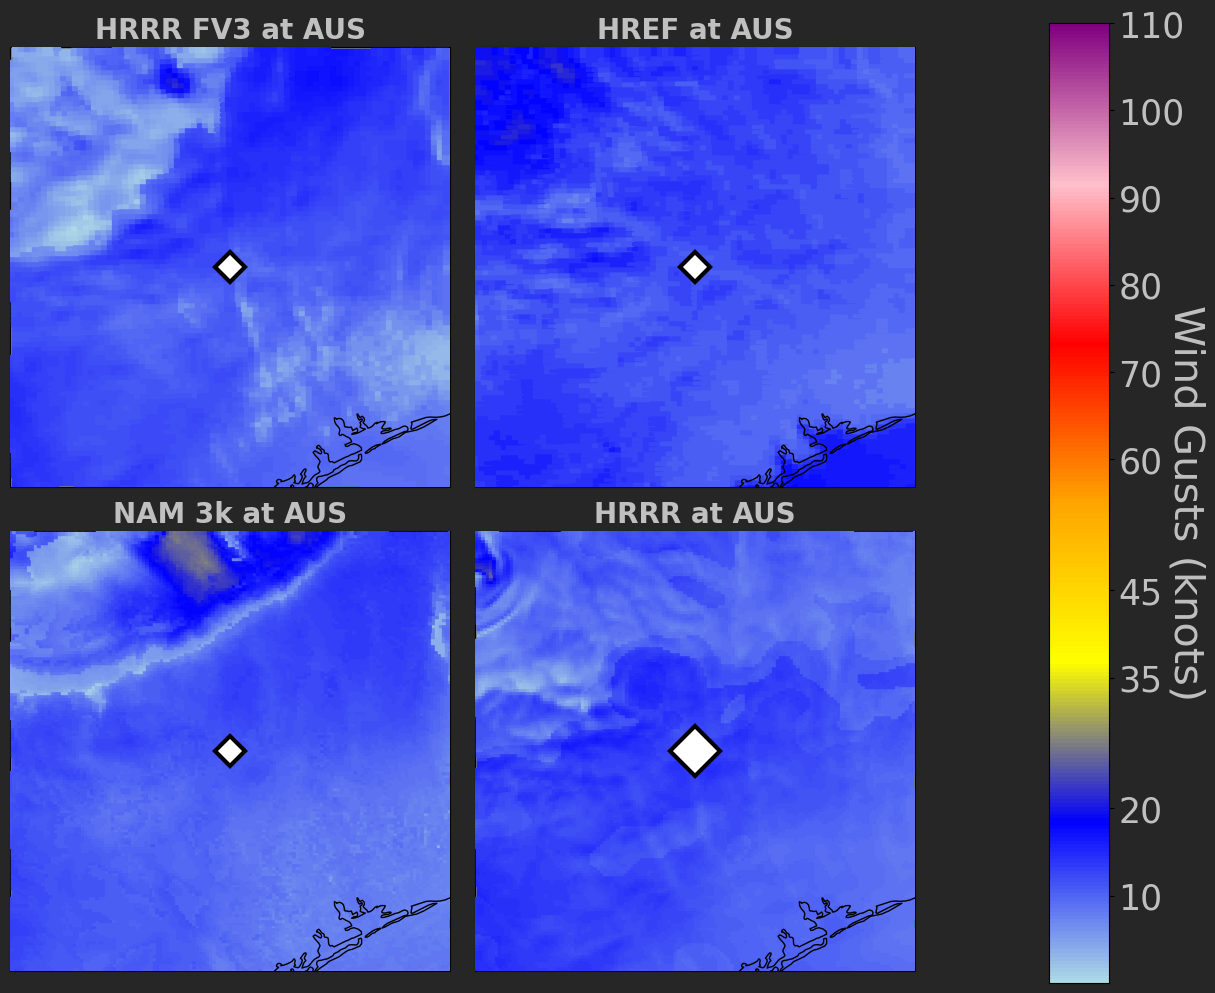 HRRR FV3 at AUS
HREF at AUS
NAM 3k at AUS
HRRR at AUS
110
100
90
80
70
60
45
35
20
10
Wind Gusts (knots)